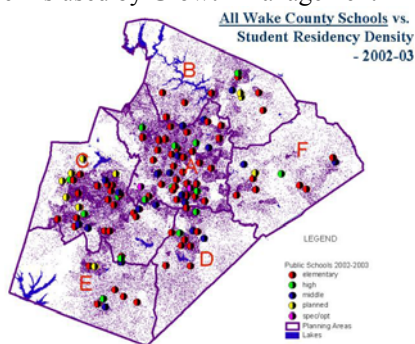 All Wake County Schools vs.
Student Residency Density
- 2002-03
B
A
F
C
D
E
LEGEND
Public Schools 2002-2003
elementary
high
middle
planned
spec/opt
Planning Areas
Lakes